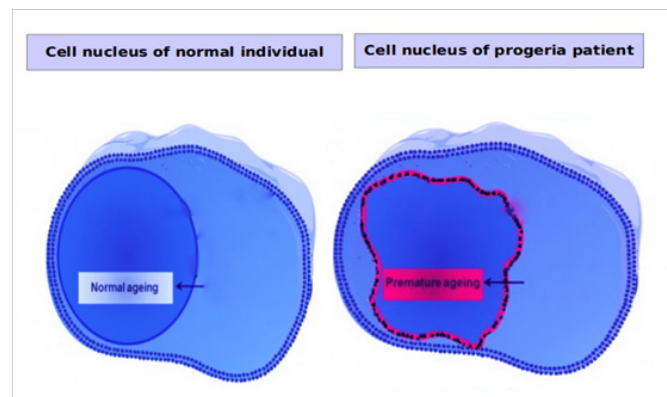 Cell nucleus of normal individual
Cell nucleus of progeria patient
Normal ageing
Premature ageing